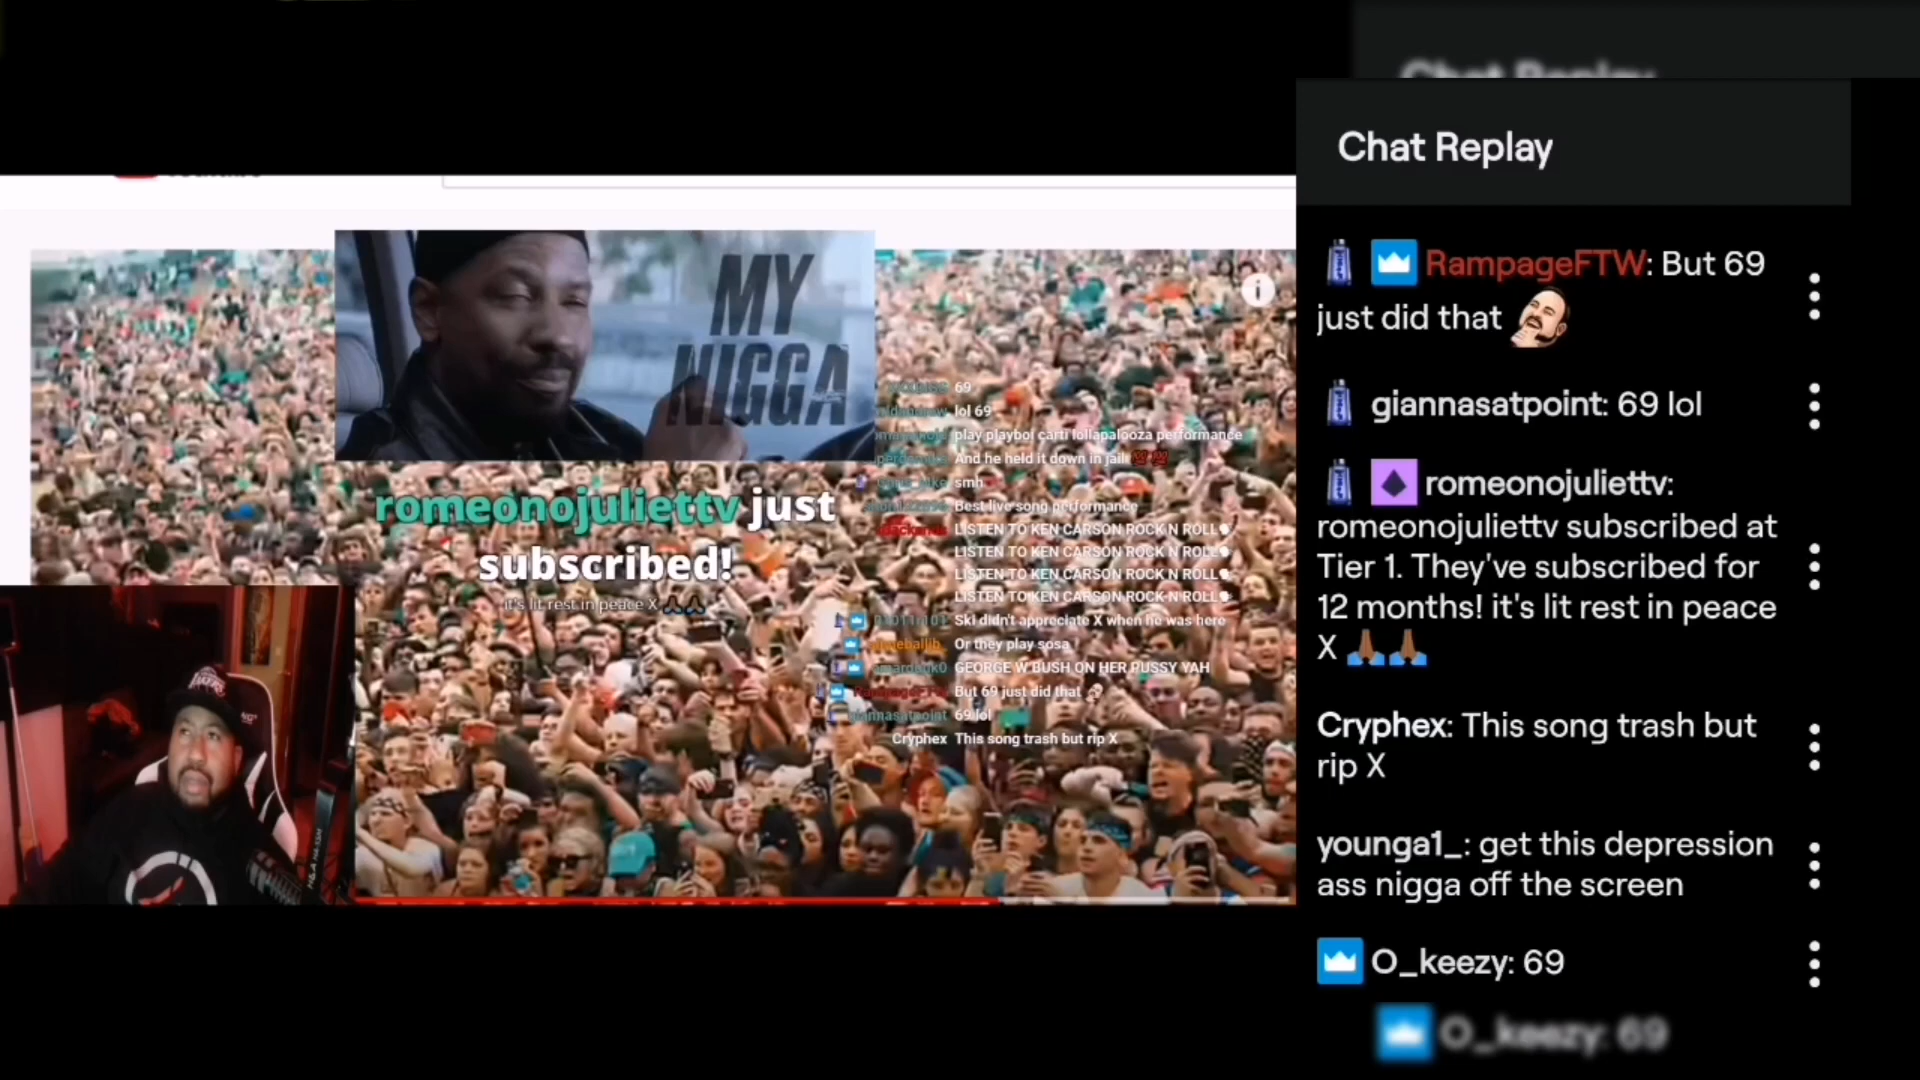 Chat Replay
RampageFTW: But 69
just did that
giannasatpoint: 69 lol
romeonojuliettv:
romeonojuliettv subscribed at
Tier 1. They've subscribed for
12 months! it's lit rest in peace
X 🙏🏾🙏🏾
Cryphex: This song trash but
rip X
younga1_: get this depression
ass nigga off the screen
O_keezy: 69
O_keezy: 69
MY
NIGGA
romeonojuliettv just
subscribed!
it's lit rest in peace X 🙏🏾🙏🏾
69
lol 69
play playboi carti lollapalooza performance
And he held it down in jail 💯 💯
smh
Best live song performance
LISTEN TO KEN CARSON ROCK N ROLL🗣
LISTEN TO KEN CARSON ROCK N ROLL🗣
LISTEN TO KEN CARSON ROCK N ROLL🗣
LISTEN TO KEN CARSON ROCK N ROLL🗣
Ski didn't appreciate X when he was here
Or they play sosa
GEORGE W BUSH ON HER PUSSY YAH
RampageFTW But 69 just did that
giannasatpoint 69 lol
Cryphex This song trash but rip X